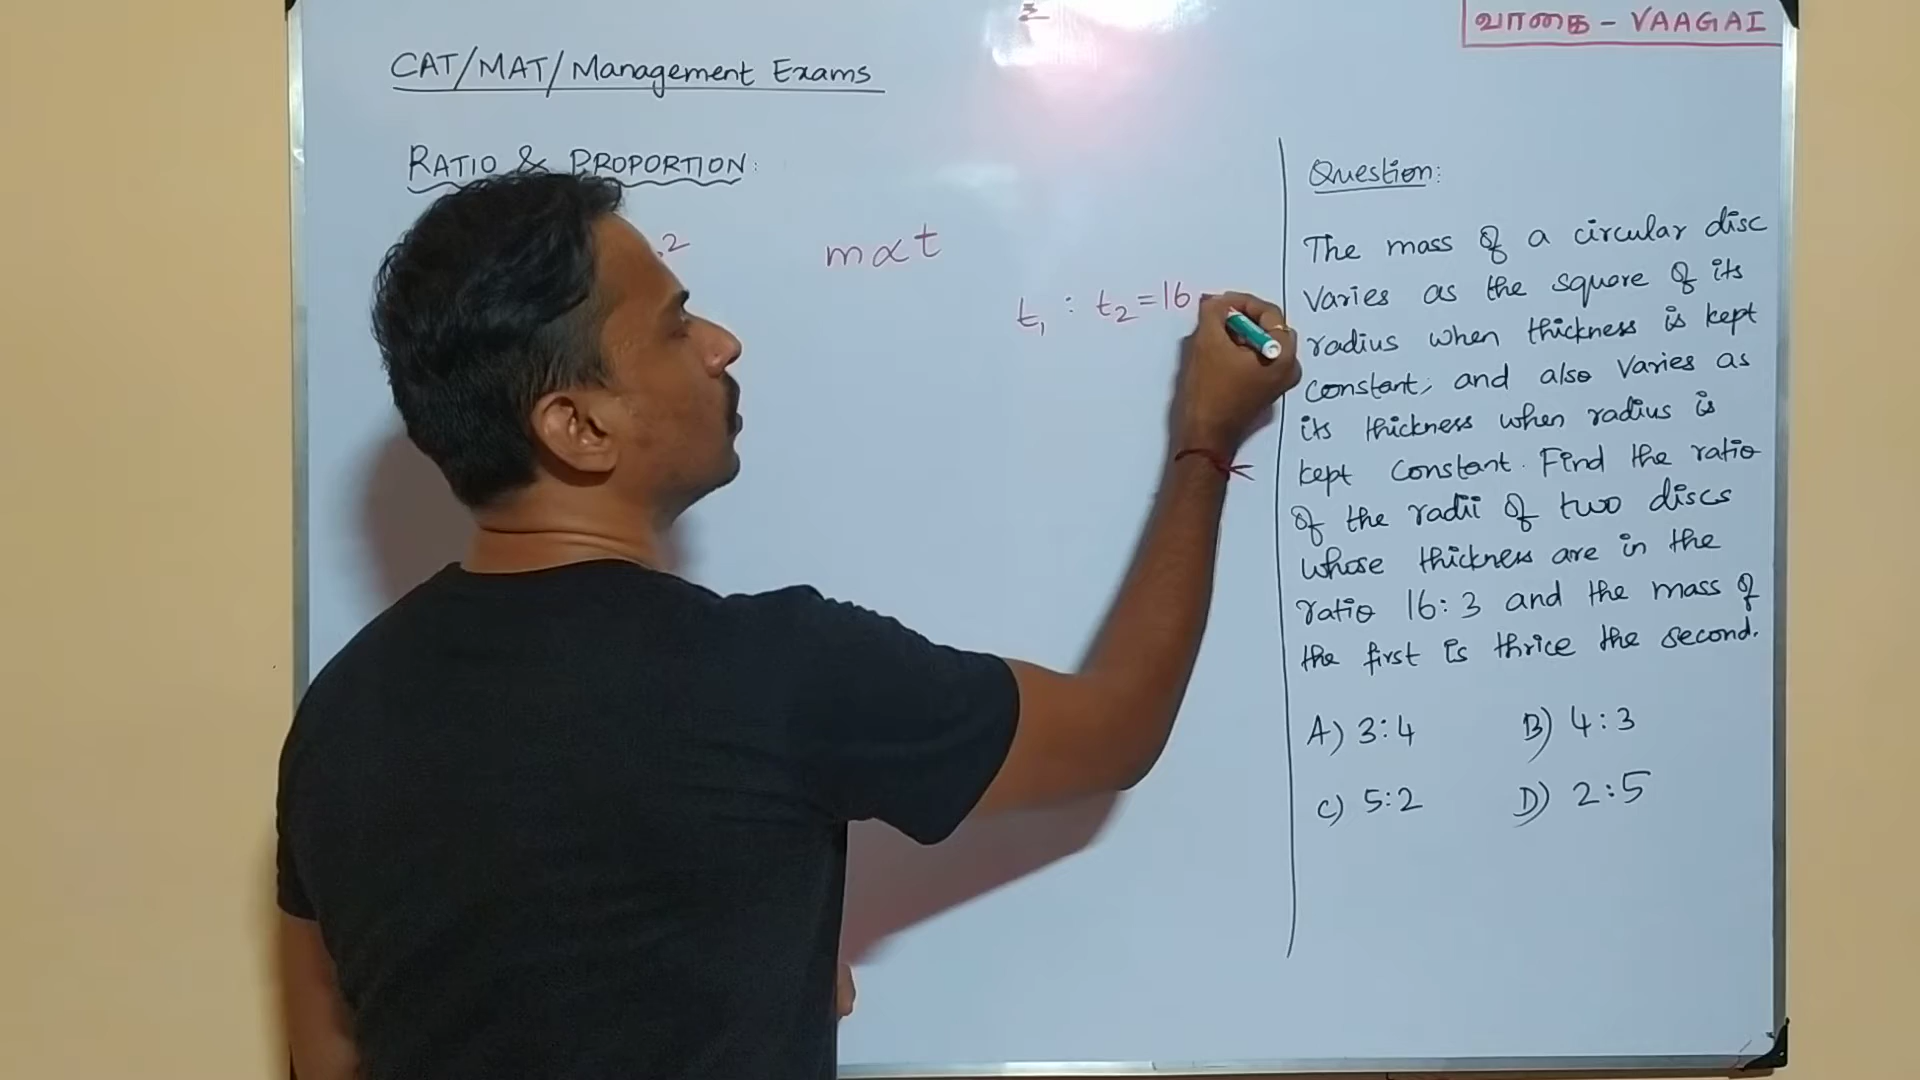 வாகை - VAAGAI
CAT/MAT/Management Exams
RATIO & PROPORTION:
2
m∝t
t₁ : t₂ = 16
Question:
The mass of a circular disc
varies as the square of its
radius when thickness is kept
constant; and also varies as
its thickness when radius is
kept constant. Find the ratio
of the radii of two discs
whose thickness are in the
ratio 16:3 and the mass of
the first is thrice the second.
A) 3:4 B) 4:3
C) 5:2 D) 2:5